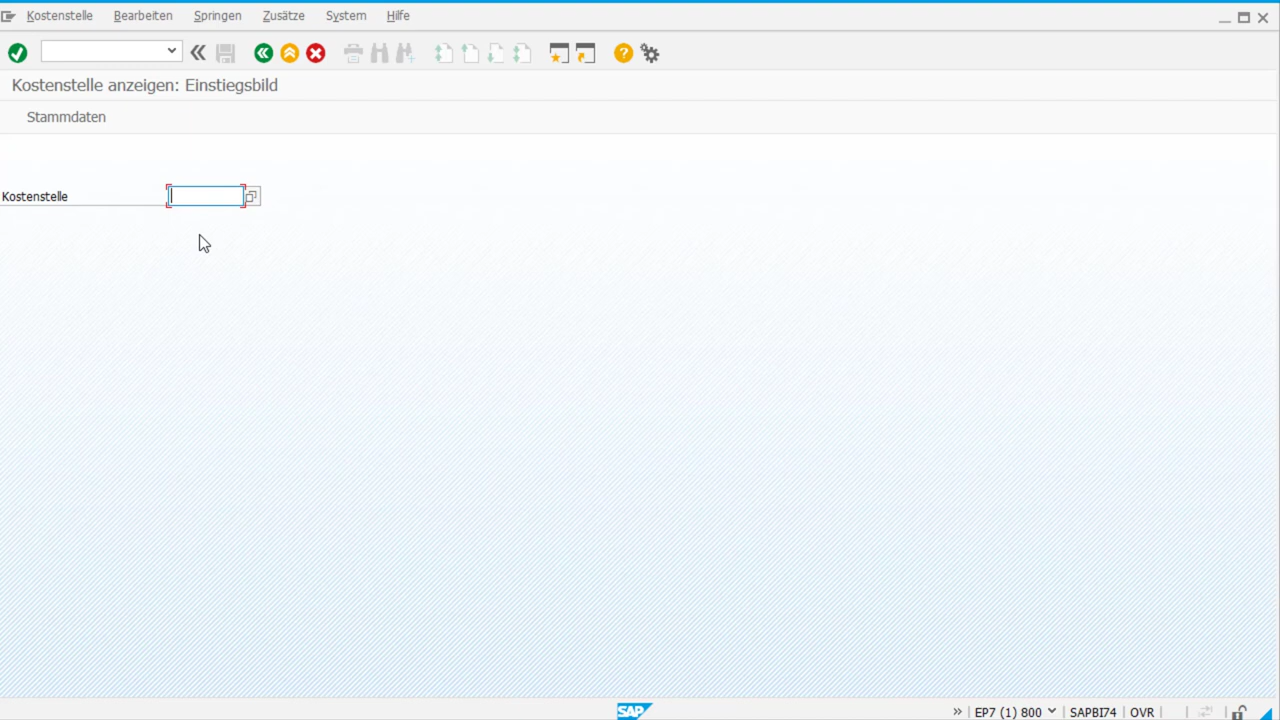 Kostenstelle Bearbeiten Springen Zusätze System Hilfe
Kostenstelle anzeigen: Einstiegsbild
Stammdaten
Kostenstelle
SAP EP7 (1) 800 SAPBI74 OVR